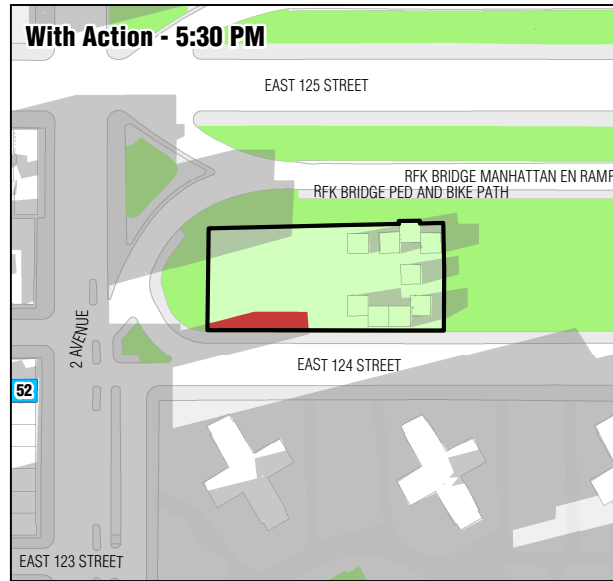 With Action - 5:30 PM
EAST 125 STREET
RFK BRIDGE MANHATTAN EN RAMP
RFK BRIDGE PED AND BIKE PATH
2 AVENUE
EAST 124 STREET
52
EAST 123 STREET